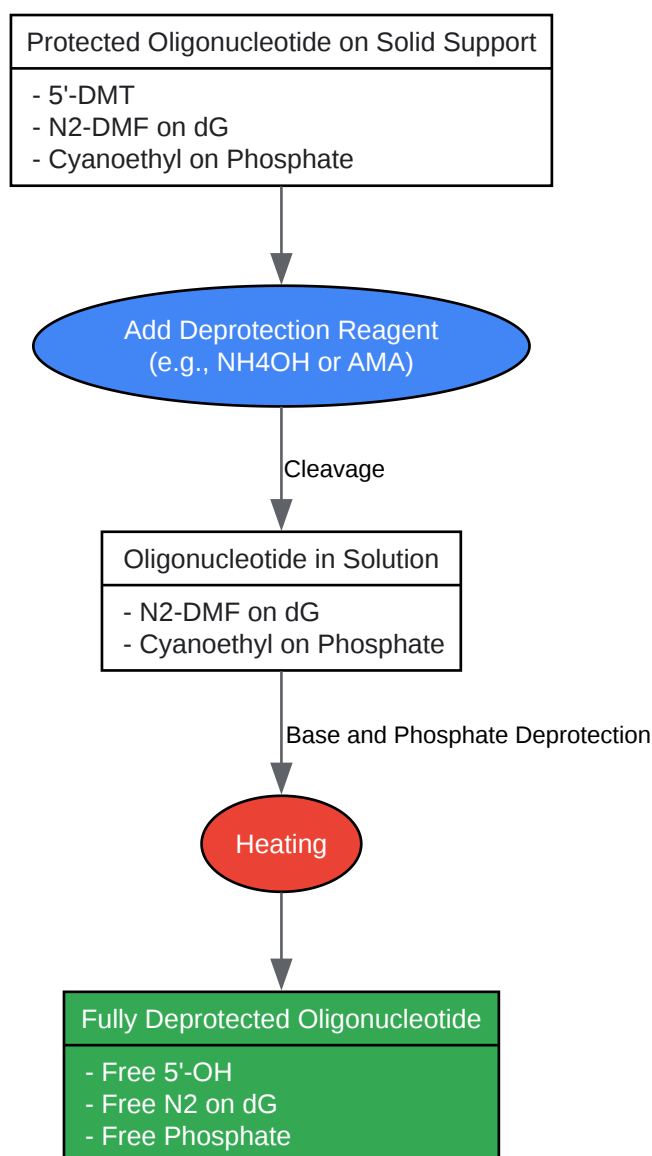 Protected Oligonucleotide on Solid Support
- 5'-DMT
- N2-DMF on dG
- Cyanoethyl on Phosphate
Add Deprotection Reagent
(e.g., NH4OH or AMA)
Cleavage
Oligonucleotide in Solution
- N2-DMF on dG
- Cyanoethyl on Phosphate
Base and Phosphate Deprotection
Heating
Fully Deprotected Oligonucleotide
- Free 5'-OH
- Free N2 on dG
- Free Phosphate